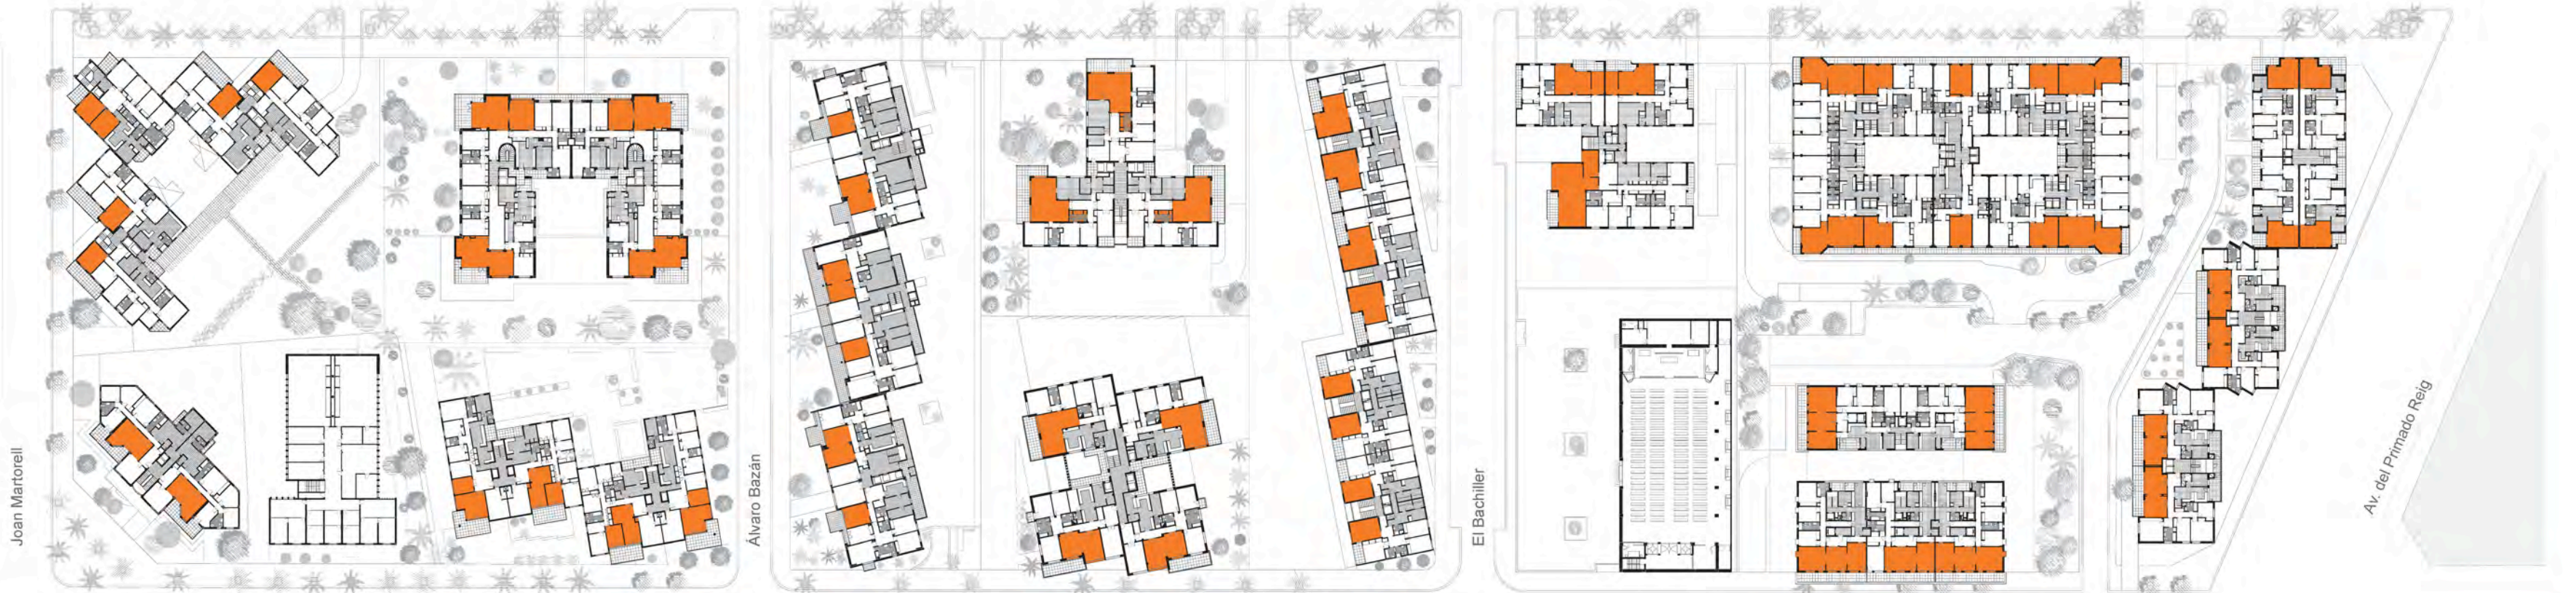 Joan Martorell
Álvaro Bazán
El Bachiller
Av. del Primado Reig